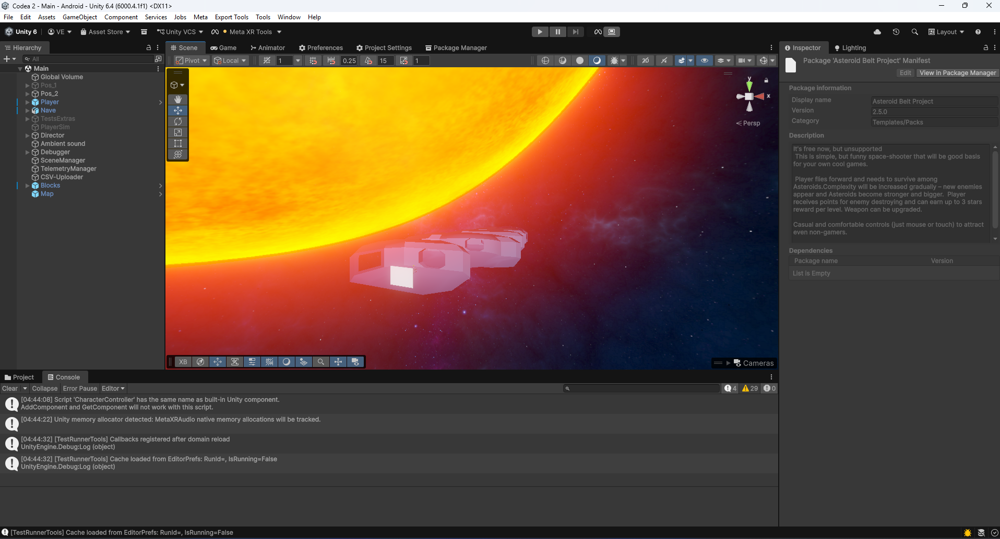 Codea 2 - Main - Android - Unity 6.4 (6000.4.1f1) <DX11>
File Edit Assets GameObject Component Services Jobs Meta Export Tools Tools Window Help
Unity 6 VE Asset Store Unity VCS Meta XR Tools Layout
Hierarchy
All
Main
Global Volume
Pos_1
Pos_2
Player
Nave
TestsExtras
PlayerSim
Director
Ambient sound
Debugger
SceneManager
TelemetryManager
CSV-Uploader
Blocks
Map
Scene Game Animator Preferences Project Settings Package Manager
Pivot Local 1 0.25 15 1 2D
y
x
Persp
XB
Cameras
Inspector Lighting
Package 'Asteroid Belt Project' Manifest
Edit View in Package Manager
Package Information
Display name Asteroid Belt Project
Version 2.5.0
Category Templates/Packs
Description
It's free now, but unsupported
This is simple, but funny space-shooter that will be good basis
for your own cool games.
Player flies forward and needs to survive among
Asteroids.Complexity will be increased gradually – new enemies
appear and Asteroids become stronger and bigger. Player
receives points for enemy destroying and can earn up to 3 stars
reward per level. Weapon can be upgraded.
Casual and comfortable controls (just mouse or touch) to attract
even non-gamers.
Dependencies
Package name Version
List is Empty
Project Console
Clear Collapse Error Pause Editor 4 29 0
[04:44:08] Script 'CharacterController' has the same name as built-in Unity component.
AddComponent and GetComponent will not work with this script.
[04:44:22] Unity memory allocator detected: MetaXRAudio native memory allocations will be tracked.
[04:44:32] [TestRunnerTools] Callbacks registered after domain reload
UnityEngine.Debug:Log (object)
[04:44:32] [TestRunnerTools] Cache loaded from EditorPrefs: RunId=, IsRunning=False
UnityEngine.Debug:Log (object)
[TestRunnerTools] Cache loaded from EditorPrefs: RunId=, IsRunning=False